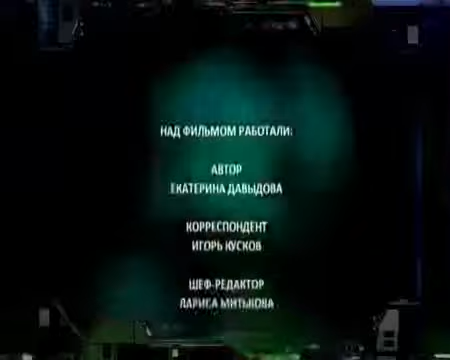 НАД ФИЛЬМОМ РАБОТАЛИ:
АВТОР
ЕКАТЕРИНА ДАВЫДОВА
КОРРЕСПОНДЕНТ
ИГОРЬ КУСКОВ
ШЕФ-РЕДАКТОР
ЛАРИСА МИТЬКОВА